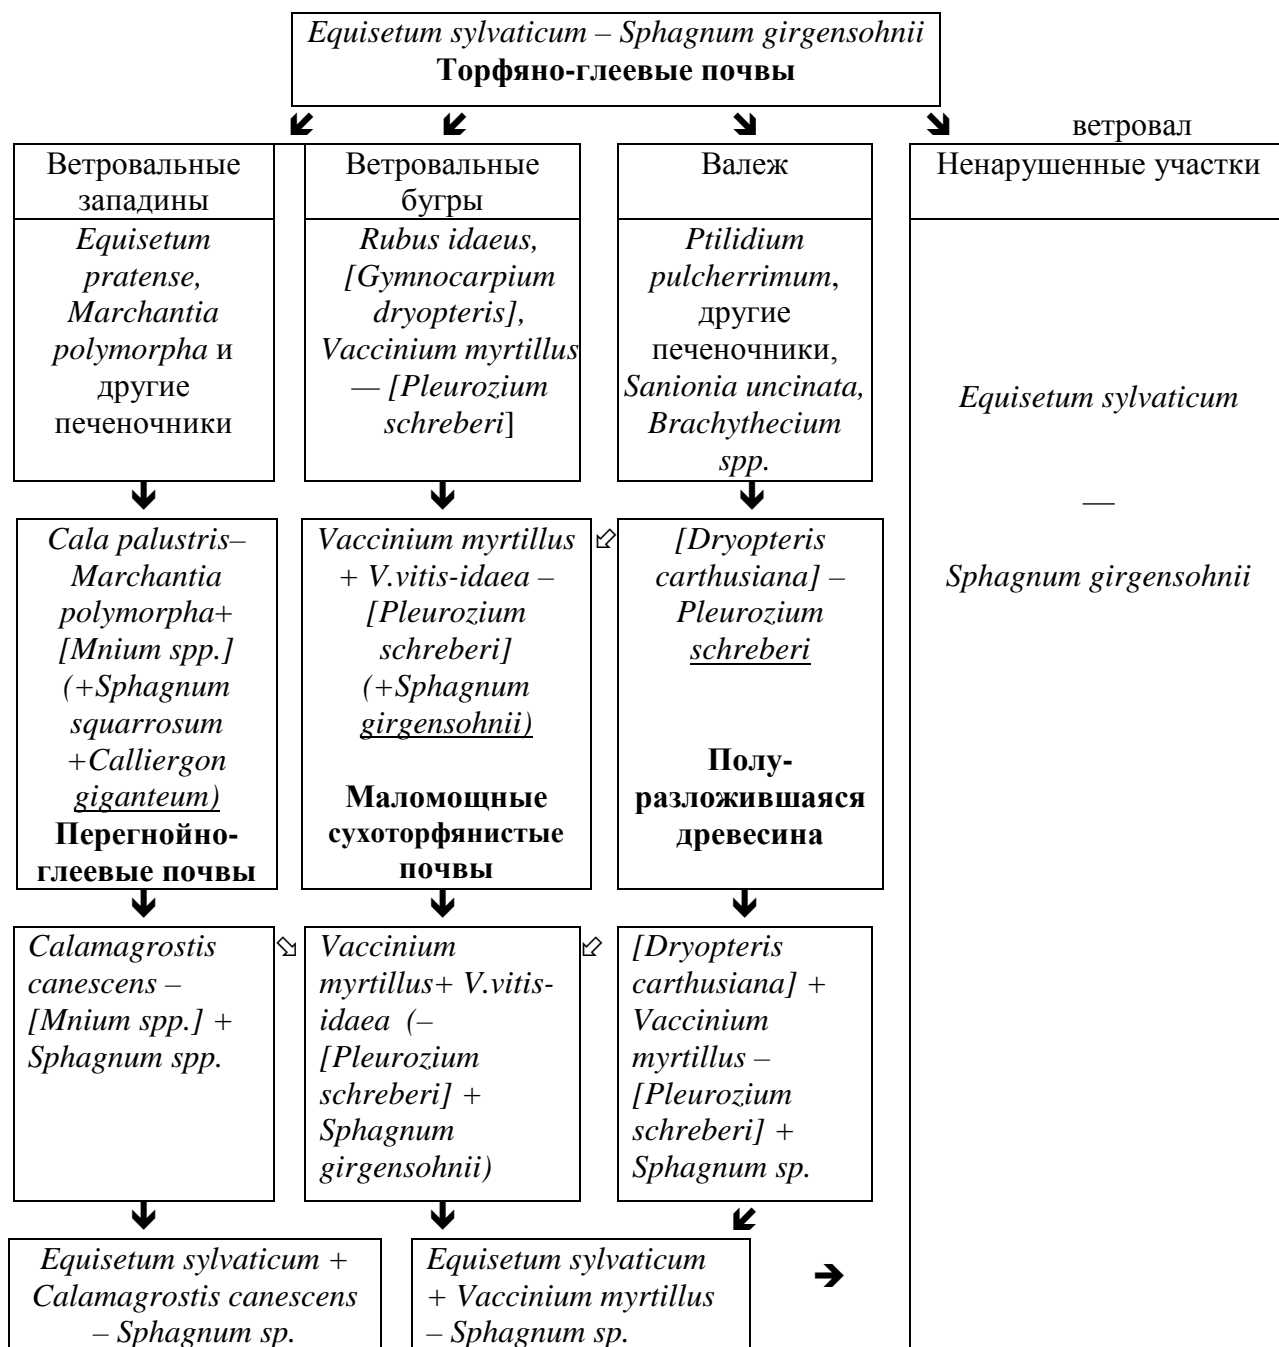 Equisetum sylvaticum – Sphagnum girgensohnii
Торфяно-глеевые почвы
ветровал
Ветровальные
западины
Ветровальные
бугры
Валеж
Ненарушенные участки
Equisetum
pratense,
Marchantia
polymorpha и
другие
печеночники
Rubus idaeus,
[Gymnocarpium
dryopteris],
Vaccinium myrtillus
— [Pleurozium
schreberi]
Ptilidium
pulcherrimum,
другие
печеночники,
Sanionia uncinata,
Brachythecium
spp.
Equisetum sylvaticum
—
Sphagnum girgensohnii
Cala palustris–
Marchantia
polymorpha+
[Mnium spp.]
(+Sphagnum
squarrosum
+Calliergon
giganteum)
Перегнойно-
глеевые почвы
Vaccinium myrtillus
+ V.vitis-idaea –
[Pleurozium
schreberi]
(+Sphagnum
girgensohnii)
Маломощные
сухоторфянистые
почвы
[Dryopteris
carthusiana] –
Pleurozium
schreberi
Полу-
разложившаяся
древесина
Calamagrostis
canescens –
[Mnium spp.] +
Sphagnum spp.
Vaccinium
myrtillus+ V.vitis-
idaea (–
[Pleurozium
schreberi] +
Sphagnum
girgensohnii)
[Dryopteris
carthusiana] +
Vaccinium
myrtillus –
[Pleurozium
schreberi] +
Sphagnum sp.
Equisetum sylvaticum +
Calamagrostis canescens
– Sphagnum sp.
Equisetum sylvaticum
+ Vaccinium myrtillus
– Sphagnum sp.